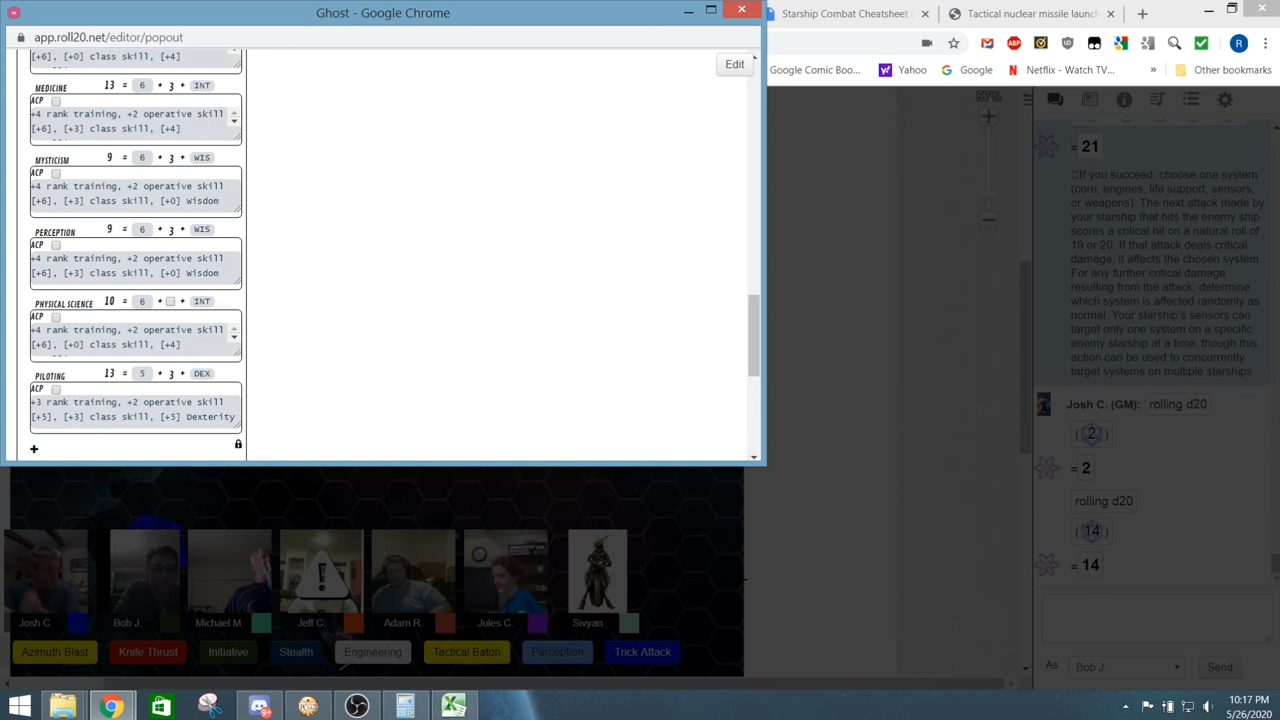 Ghost - Google Chrome
app.roll20.net/editor/popout
Starship Combat Cheatsheet
Tactical nuclear missile launch
Edit
Google Comic Boo...
Yahoo
Google
Netflix - Watch TV...
Other bookmarks
[+6], [+0] class skill, [+4]
MEDICINE 13 = 6 + 3 + INT
ACP
+4 rank training, +2 operative skill
[+6], [+3] class skill, [+4]
MYSTICISM 9 = 6 + 3 + WIS
ACP
+4 rank training, +2 operative skill
[+6], [+3] class skill, [+0] Wisdom
PERCEPTION 9 = 6 + 3 + WIS
ACP
+4 rank training, +2 operative skill
[+6], [+3] class skill, [+0] Wisdom
PHYSICAL SCIENCE 10 = 6 + + INT
ACP
+4 rank training, +2 operative skill
[+6], [+0] class skill, [+4]
PILOTING 13 = 5 + 3 + DEX
ACP
+3 rank training, +2 operative skill
[+5], [+3] class skill, [+5] Dexterity
= 21
If you succeed, choose one system
(core, engines, life support, sensors,
or weapons). The next attack made by
your starship that hits the enemy ship
scores a critical hit on a natural roll of
19 or 20. If that attack deals critical
damage, it affects the chosen system.
For any further critical damage
resulting from the attack, determine
which system is affected randomly as
normal. Your starship's sensors can
target only one system on a specific
enemy starship at a time, though this
action can be used to concurrently
target systems on multiple starships
Josh C. (GM): rolling d20
(2)
= 2
rolling d20
(14)
= 14
Josh C.
Bob J.
Michael M.
Jeff C.
Adam R.
Jules C.
Sivyan
Azimuth Blast
Knife Thrust
Initiative
Stealth
Engineering
Tactical Baton
Perception
Trick Attack
As:
Bob J.
Send
10:17 PM
5/26/2020